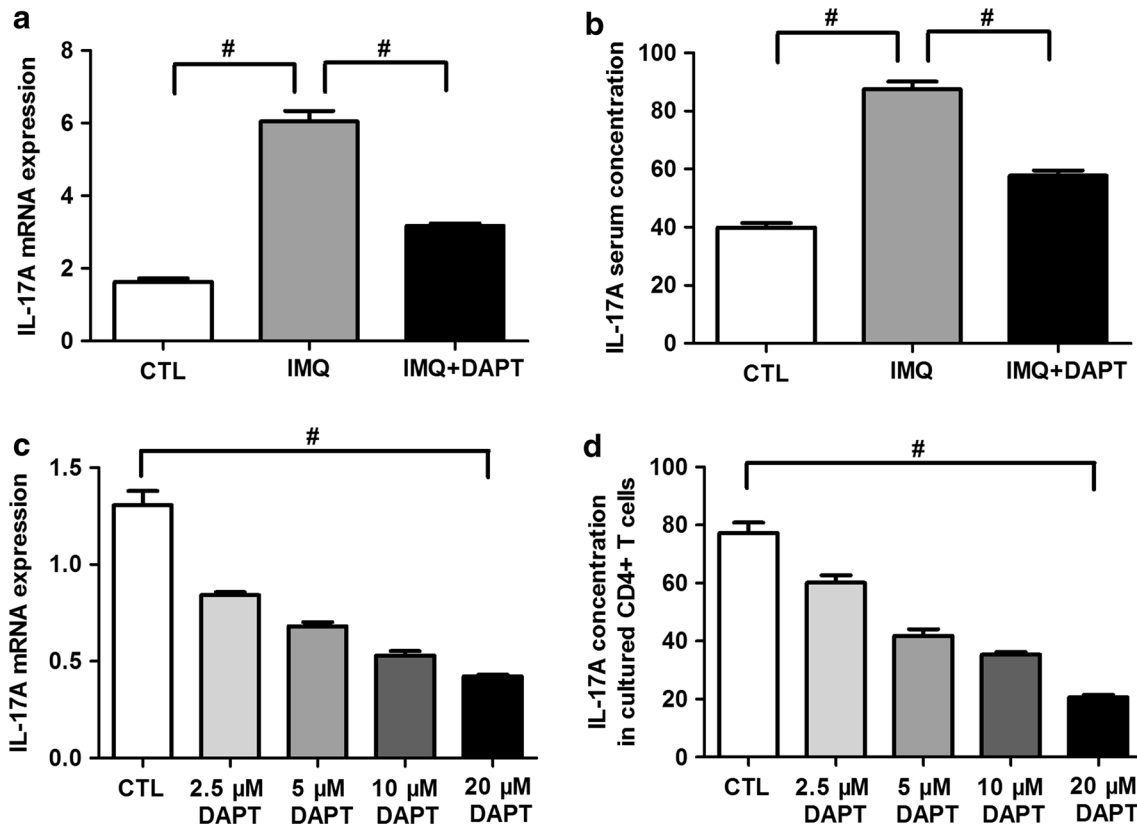 a
#
#
IL-17A mRNA expression
8
6
4
2
0
CTL
IMQ
IMQ+DAPT
b
#
#
IL-17A serum concentration
100
80
60
40
20
0
CTL
IMQ
IMQ+DAPT
c
#
IL-17A mRNA expression
1.5
1.0
0.5
0.0
CTL
2.5 µM
DAPT
5 µM
DAPT
10 µM
DAPT
20 µM
DAPT
d
#
IL-17A concentration
in cultured CD4+ T cells
100
80
60
40
20
0
CTL
2.5 µM
DAPT
5 µM
DAPT
10 µM
DAPT
20 µM
DAPT